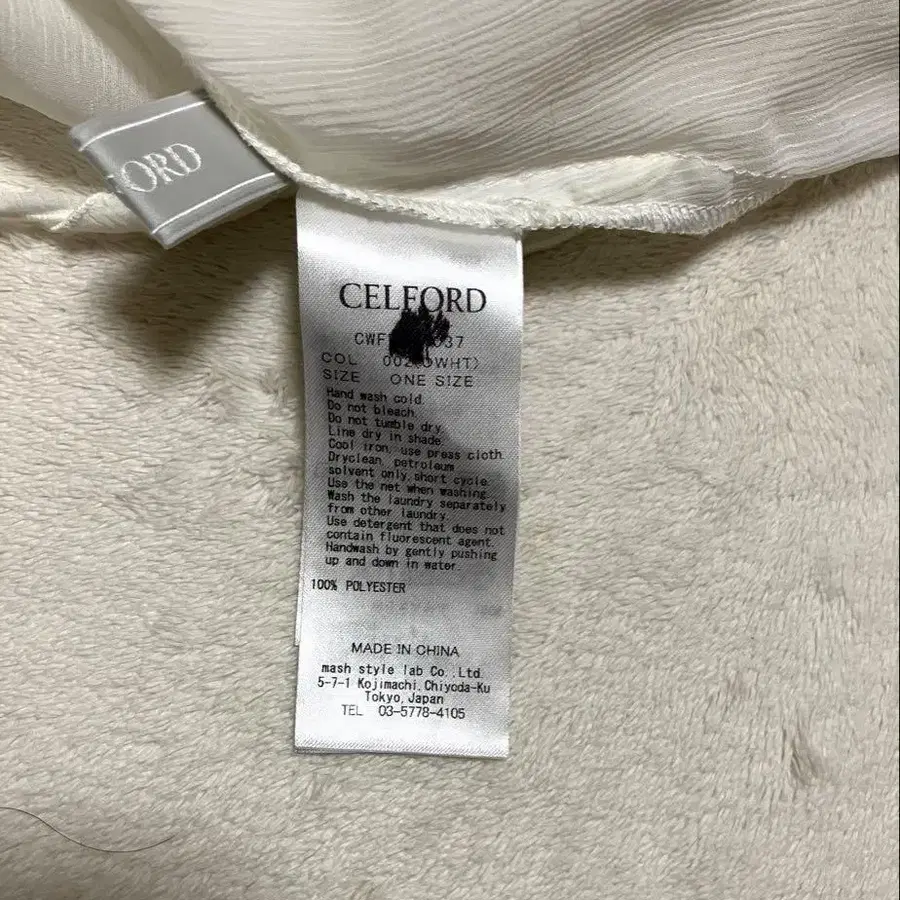 ORD
CELFORD
CWF 037
COL 002(OWHT)
SIZE ONE SIZE
Hand wash cold.
Do not bleach.
Do not tumble dry.
Line dry in shade.
Cool iron, use press cloth.
Dryclean, petroleum
solvent only, short cycle.
Use the net when washing.
Wash the laundry separately
from other laundry.
Use detergent that does not
contain fluorescent agent.
Handwash by gently pushing
up and down in water.
100% POLYESTER
MADE IN CHINA
mash style lab Co.,Ltd.
5-7-1 Kojimachi,Chiyoda-Ku
Tokyo,Japan
TEL 03-5778-4105